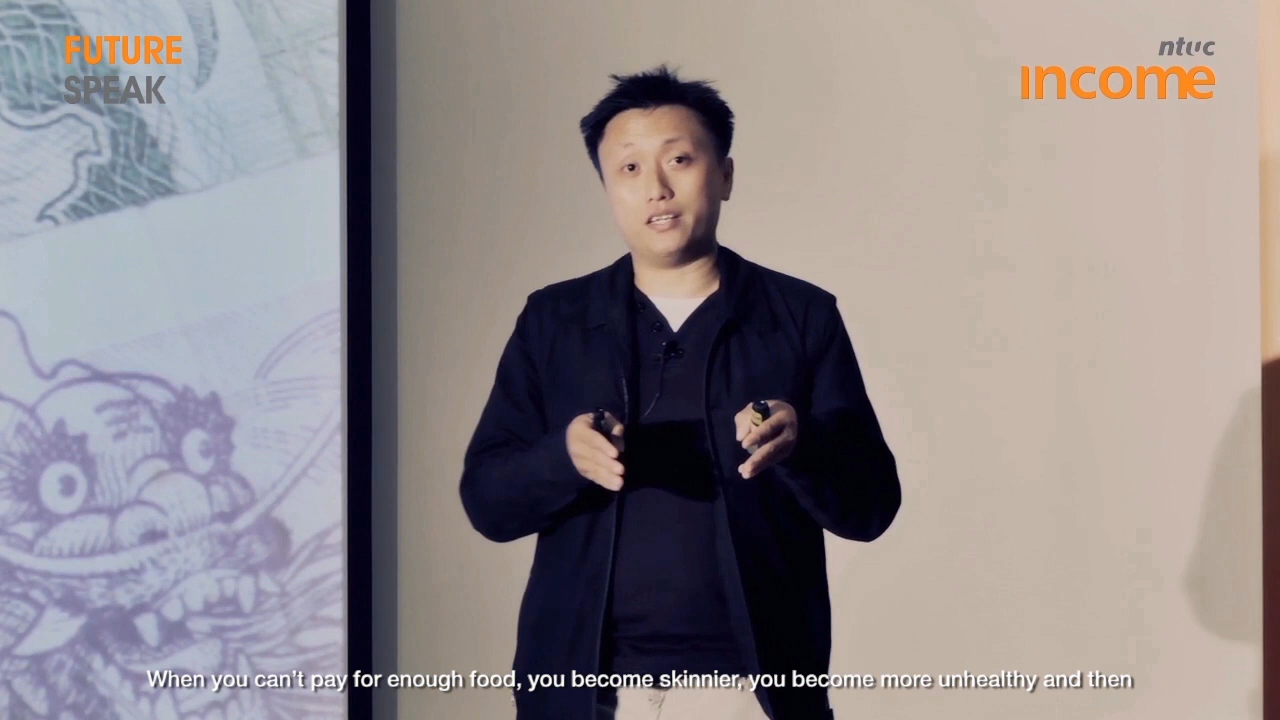 FUTURE
SPEAK
ntuc
income
When you can't pay for enough food, you become skinnier, you become more unhealthy and then